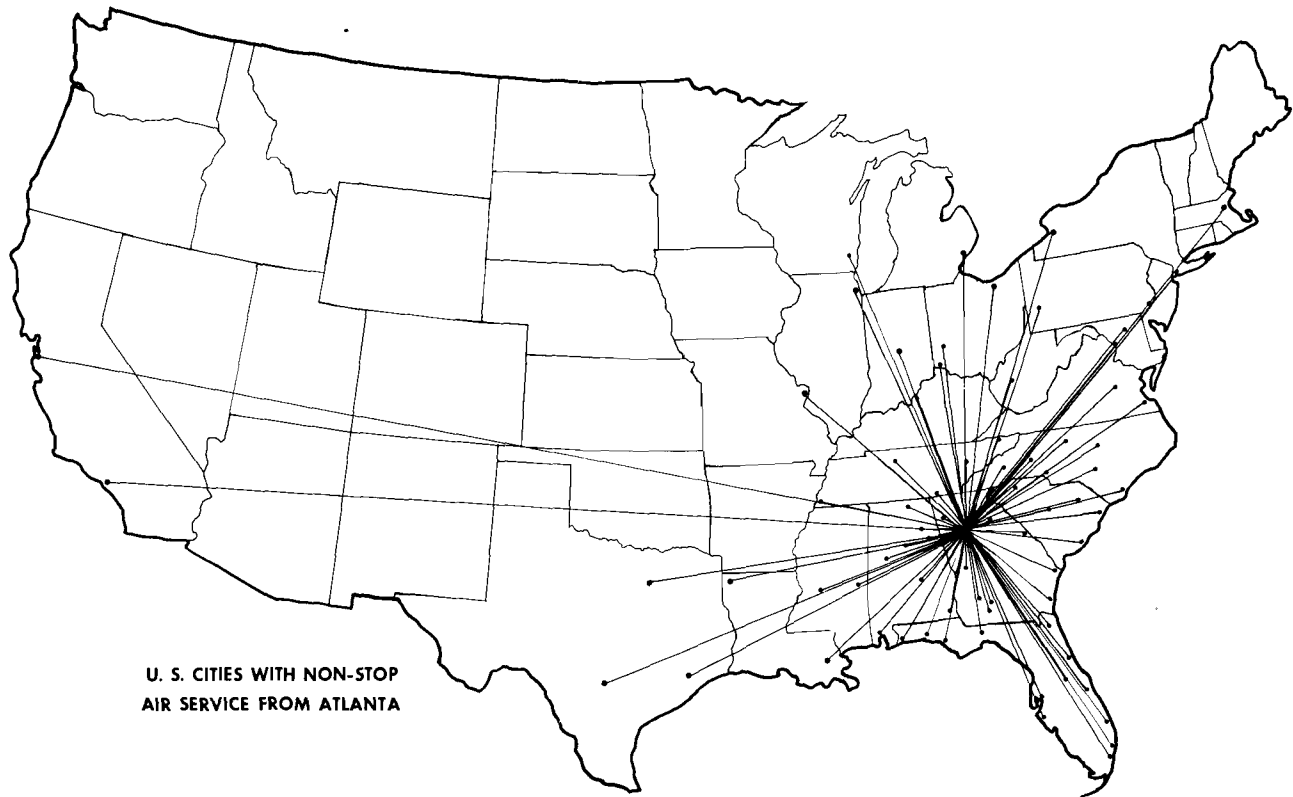 U. S. CITIES WITH NON-STOP
AIR SERVICE FROM ATLANTA